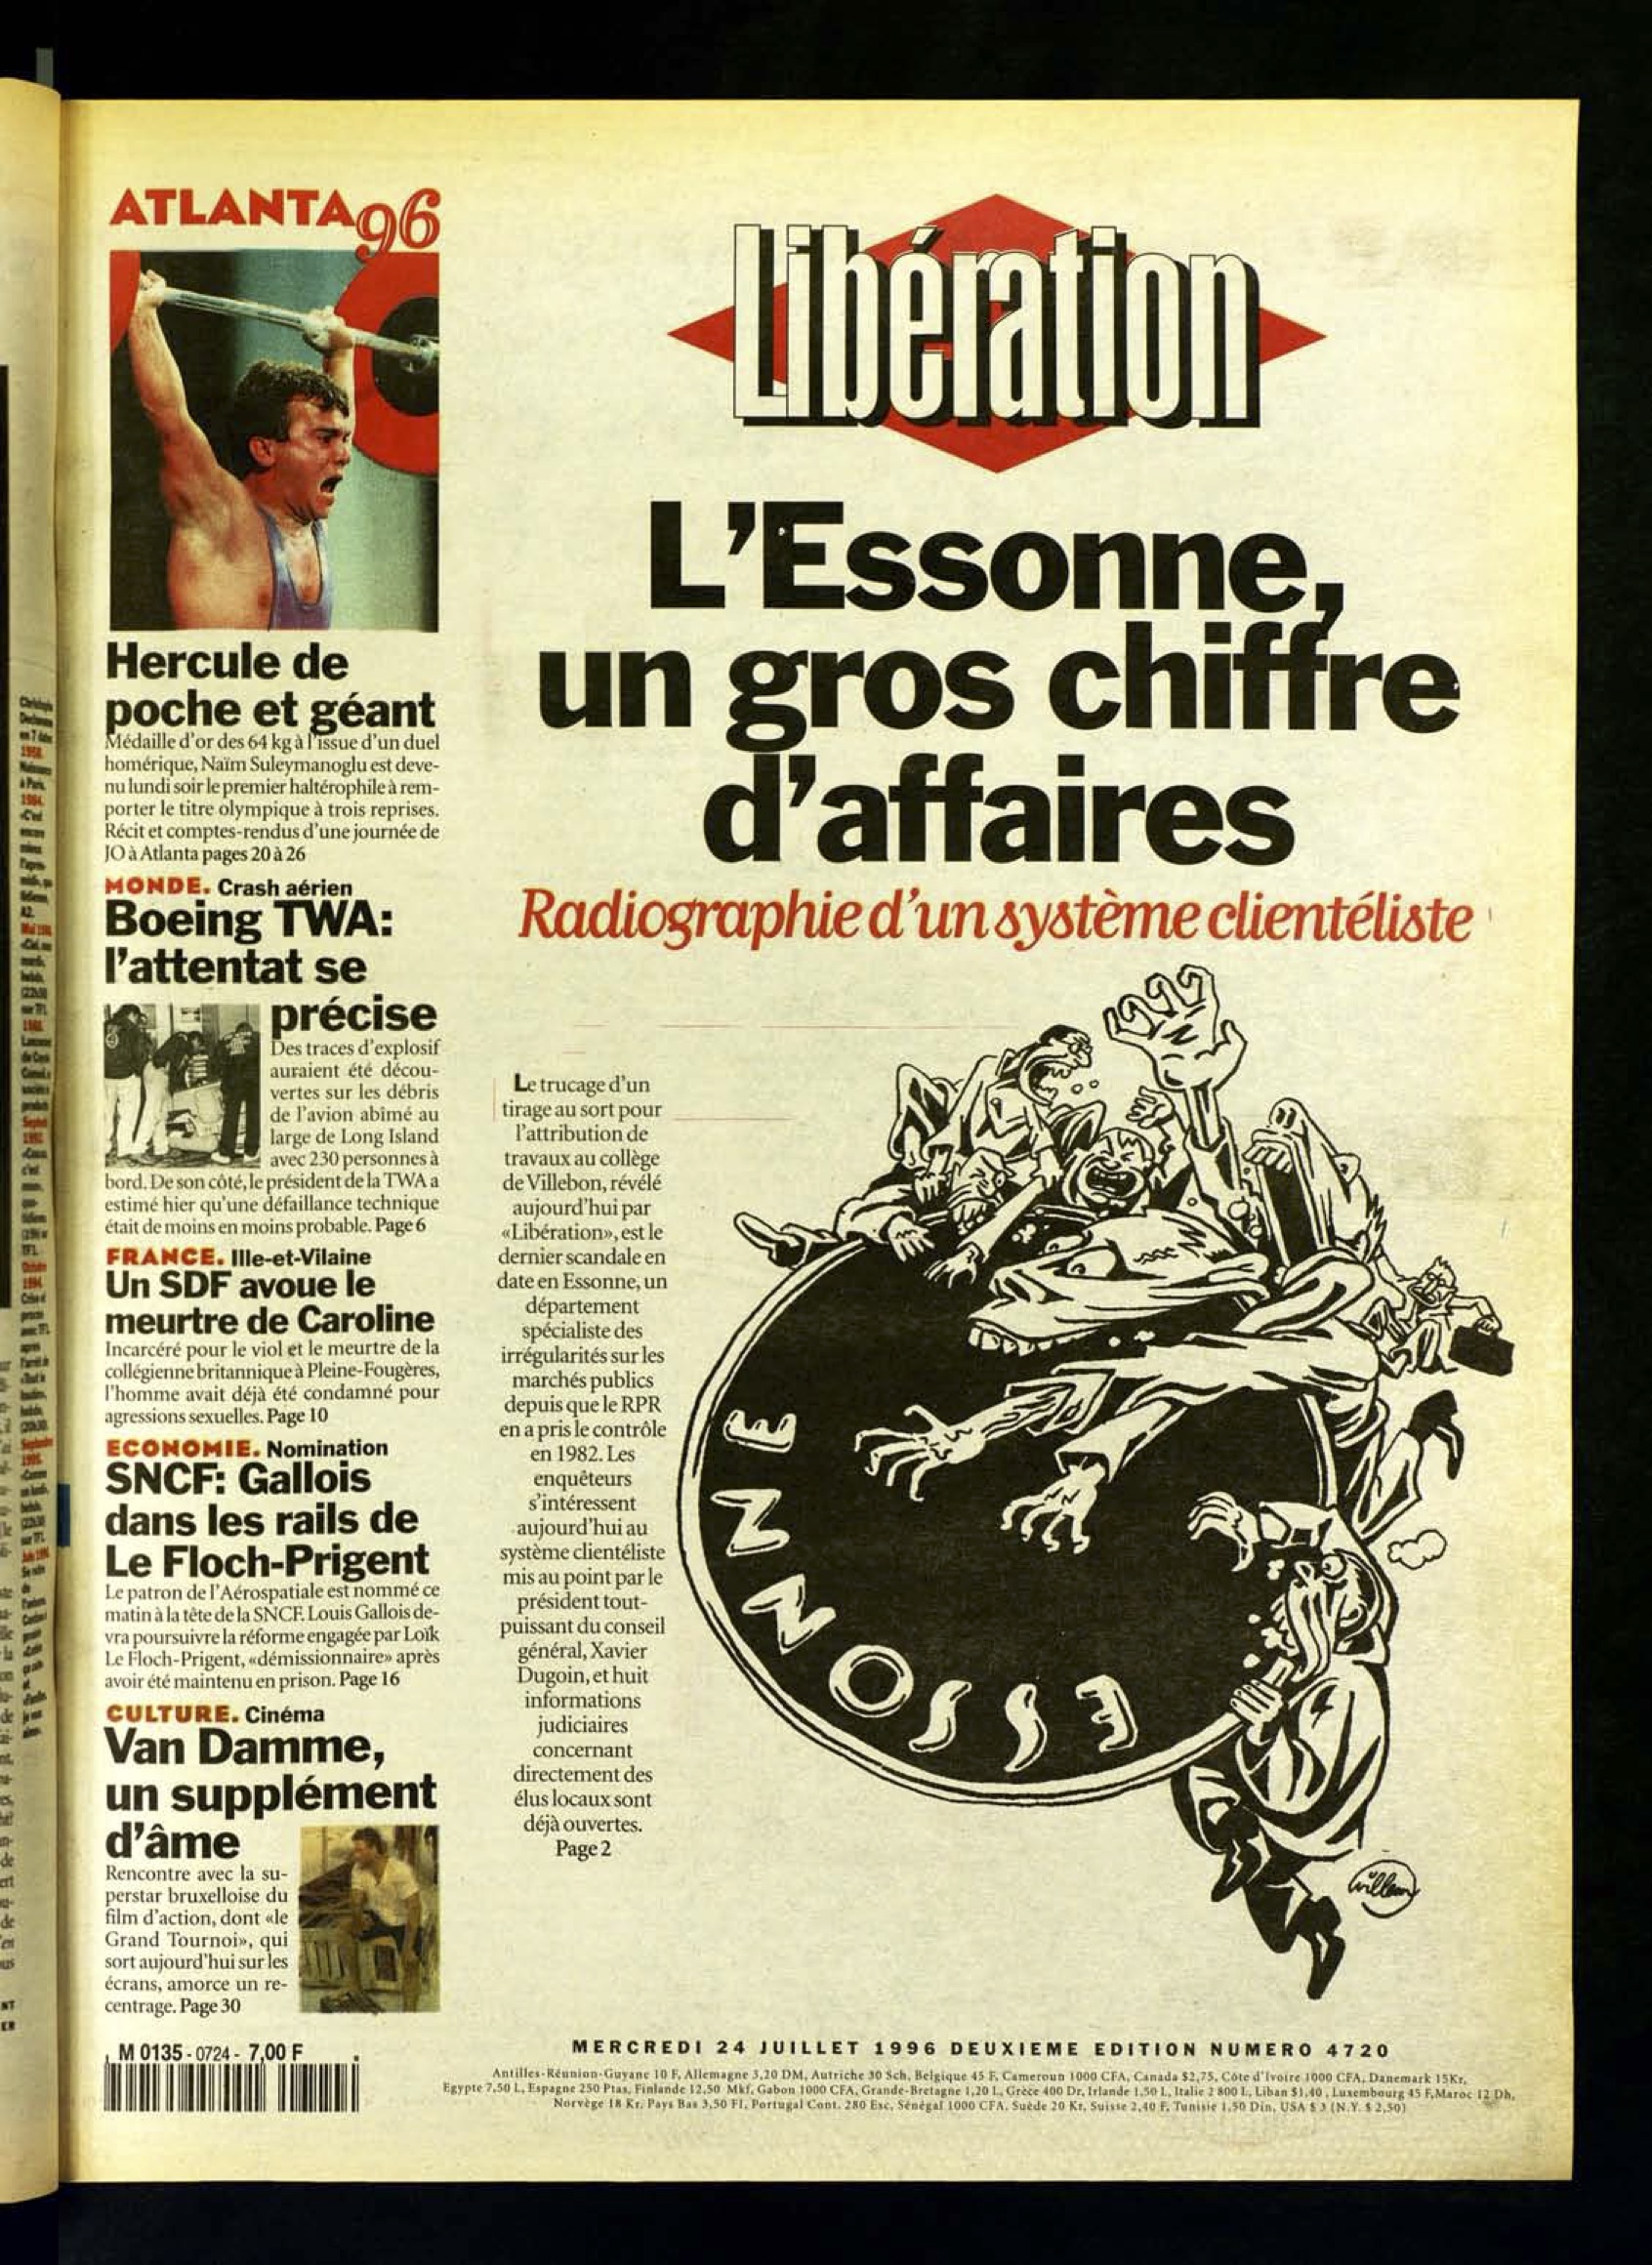 ATLANTA 96
Hercule de
poche et géant
Médaille d'or des 64 kg à l'issue d'un duel
homérique, Naïm Suleymanoglu est deve-
nu lundi soir le premier haltérophile à rem-
porter le titre olympique à trois reprises.
Récit et comptes-rendus d'une journée de
JO à Atlanta pages 20 à 26
MONDE. Crash aérien
Boeing TWA:
l'attentat se
précise
Des traces d'explosif
auraient été décou-
vertes sur les débris
de l'avion abîmé au
large de Long Island
avec 230 personnes à
bord. De son côté, le président de la TWA a
estimé hier qu'une défaillance technique
était de moins en moins probable. Page 6
FRANCE. Ille-et-Vilaine
Un SDF avoue le
meurtre de Caroline
Incarcéré pour le viol et le meurtre de la
collégienne britannique à Pleine-Fougères,
l'homme avait déjà été condamné pour
agressions sexuelles. Page 10
ECONOMIE. Nomination
SNCF: Gallois
dans les rails de
Le Floch-Prigent
Le patron de l'Aérospatiale est nommé ce
matin à la tête de la SNCF. Louis Gallois de-
vra poursuivre la réforme engagée par Loïk
Le Floch-Prigent, «démissionnaire» après
avoir été maintenu en prison. Page 16
CULTURE. Cinéma
Van Damme,
un supplément
d'âme
Rencontre avec la su-
perstar bruxelloise du
film d'action, dont «le
Grand Tournoi», qui
sort aujourd'hui sur les
écrans, amorce un re-
centrage. Page 30
M 0135 - 0724 - 7,00 F
Libération
L'Essonne,
un gros chiffre
d'affaires
Radiographie d'un système clientéliste
Le trucage d'un
tirage au sort pour
l'attribution de
travaux au collège
de Villebon, révélé
aujourd'hui par
«Libération», est le
dernier scandale en
date en Essonne, un
département
spécialiste des
irrégularités sur les
marchés publics
depuis que le RPR
en a pris le contrôle
en 1982. Les
enquêteurs
s'intéressent
aujourd'hui au
système clientéliste
mis au point par le
président tout-
puissant du conseil
général, Xavier
Dugoin, et huit
informations
judiciaires
concernant
directement des
élus locaux sont
déjà ouvertes.
Page 2
ESSONNE
Willem
MERCREDI 24 JUILLET 1996 DEUXIEME EDITION NUMERO 4720
Antilles-Réunion-Guyane 10 F, Allemagne 3,20 DM, Autriche 30 Sch, Belgique 45 F, Cameroun 1000 CFA, Canada $2,75, Côte d'Ivoire 1000 CFA, Danemark 15Kr,
Egypte 7,50 L, Espagne 250 Ptas, Finlande 12,50 Mkf, Gabon 1000 CFA, Grande-Bretagne 1,20 L, Grèce 400 Dr, Irlande 1,50 L, Italie 2 800 L, Liban $1,40 , Luxembourg 45 F,Maroc 12 Dh,
Norvège 18 Kr, Pays Bas 3,50 Fl, Portugal Cont. 280 Esc, Sénégal 1000 CFA, Suède 20 Kr, Suisse 2,40 F, Tunisie 1,50 Din, USA $ 3 (N.Y. $ 2,50)